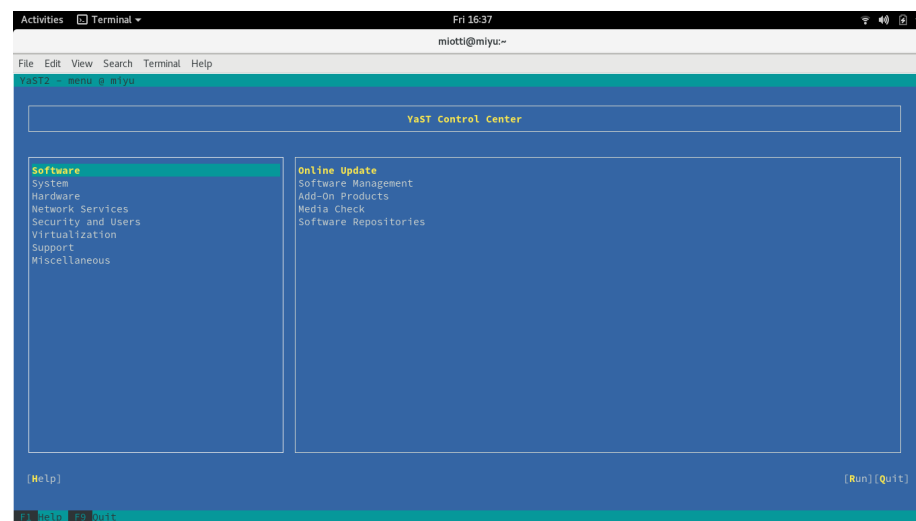 Activities Terminal Fri 16:37
miotti@miyu:~
File Edit View Search Terminal Help
YaST2 - menu @ miyu
YaST Control Center
Software
System
Hardware
Network Services
Security and Users
Virtualization
Support
Miscellaneous
Online Update
Software Management
Add-On Products
Media Check
Software Repositories
[Help] [Run][Quit]
F1 Help F9 Quit